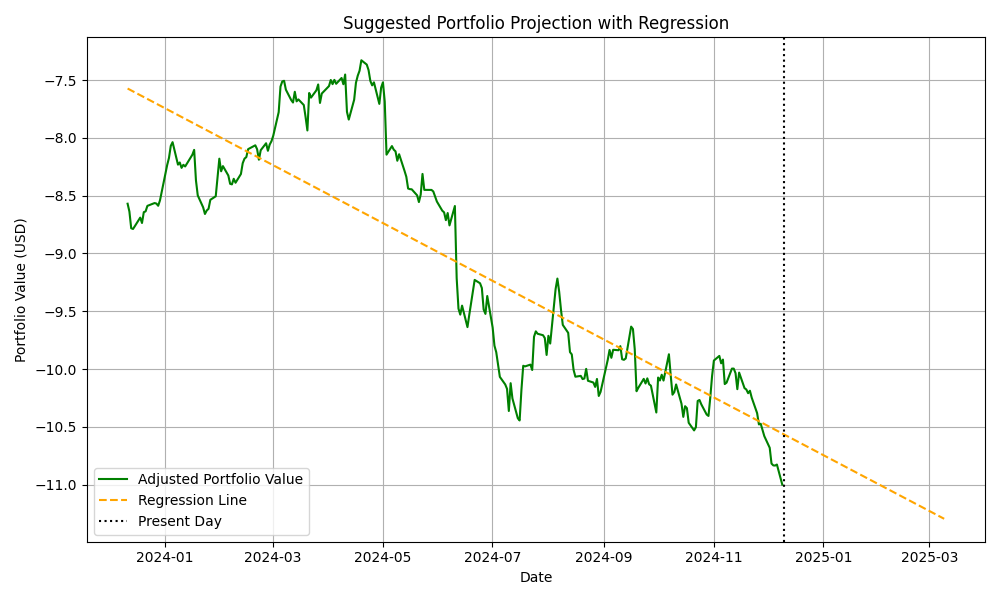 Suggested Portfolio Projection with Regression
Portfolio Value (USD)
−7.5
−8.0
−8.5
−9.0
−9.5
−10.0
−10.5
−11.0
Adjusted Portfolio Value
Regression Line
Present Day
2024-01 2024-03 2024-05 2024-07 2024-09 2024-11 2025-01 2025-03
Date